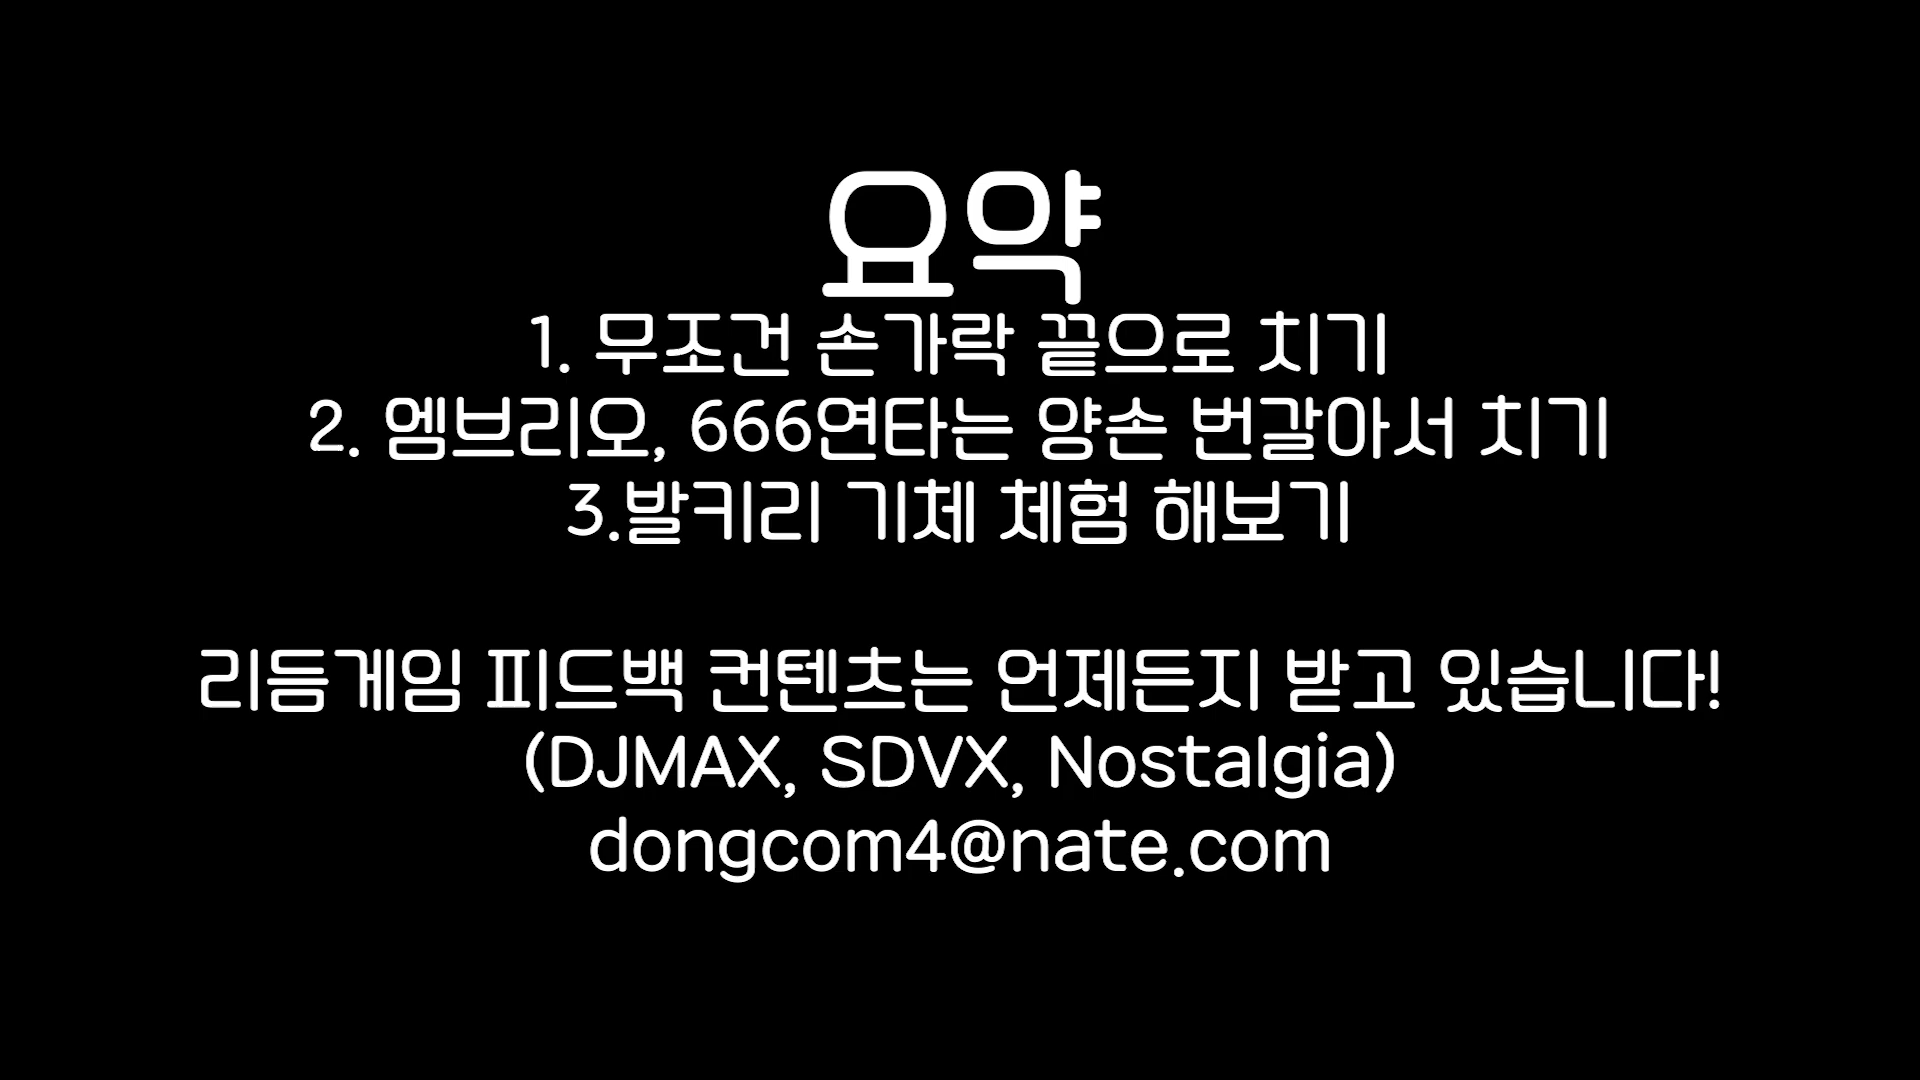 요약
1. 무조건 손가락 끝으로 치기
2. 엠브리오, 666연타는 양손 번갈아서 치기
3.발키리 기체 체험 해보기
리듬게임 피드백 컨텐츠는 언제든지 받고 있습니다!
(DJMAX, SDVX, Nostalgia)
dongcom4@nate.com